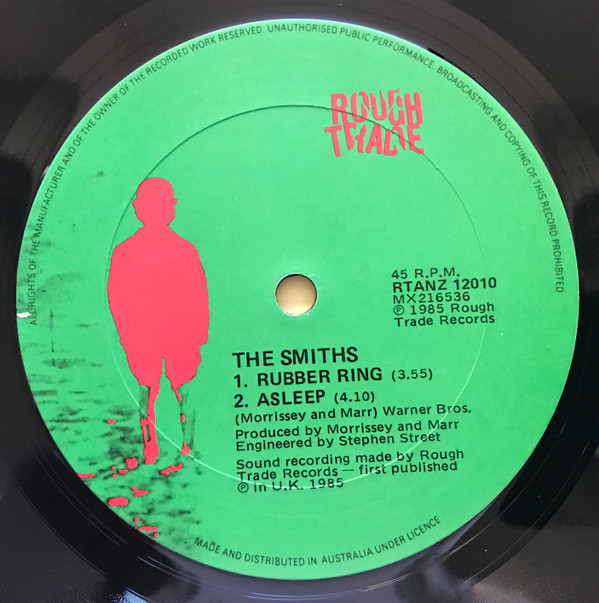 ALL RIGHTS OF THE MANUFACTURER AND OF THE OWNER OF THE RECORDED WORK RESERVED. UNAUTHORISED PUBLIC PERFORMANCE, BROADCASTING AND COPYING OF THIS RECORD PROHIBITED
ROUGH
TRADE
45 R.P.M.
RTANZ 12010
MX216536
℗ 1985 Rough
Trade Records
THE SMITHS
1. RUBBER RING (3.55)
2. ASLEEP (4.10)
(Morrissey and Marr) Warner Bros.
Produced by Morrissey and Marr
Engineered by Stephen Street
Sound recording made by Rough
Trade Records — first published
℗ in U.K. 1985
MADE AND DISTRIBUTED IN AUSTRALIA UNDER LICENCE